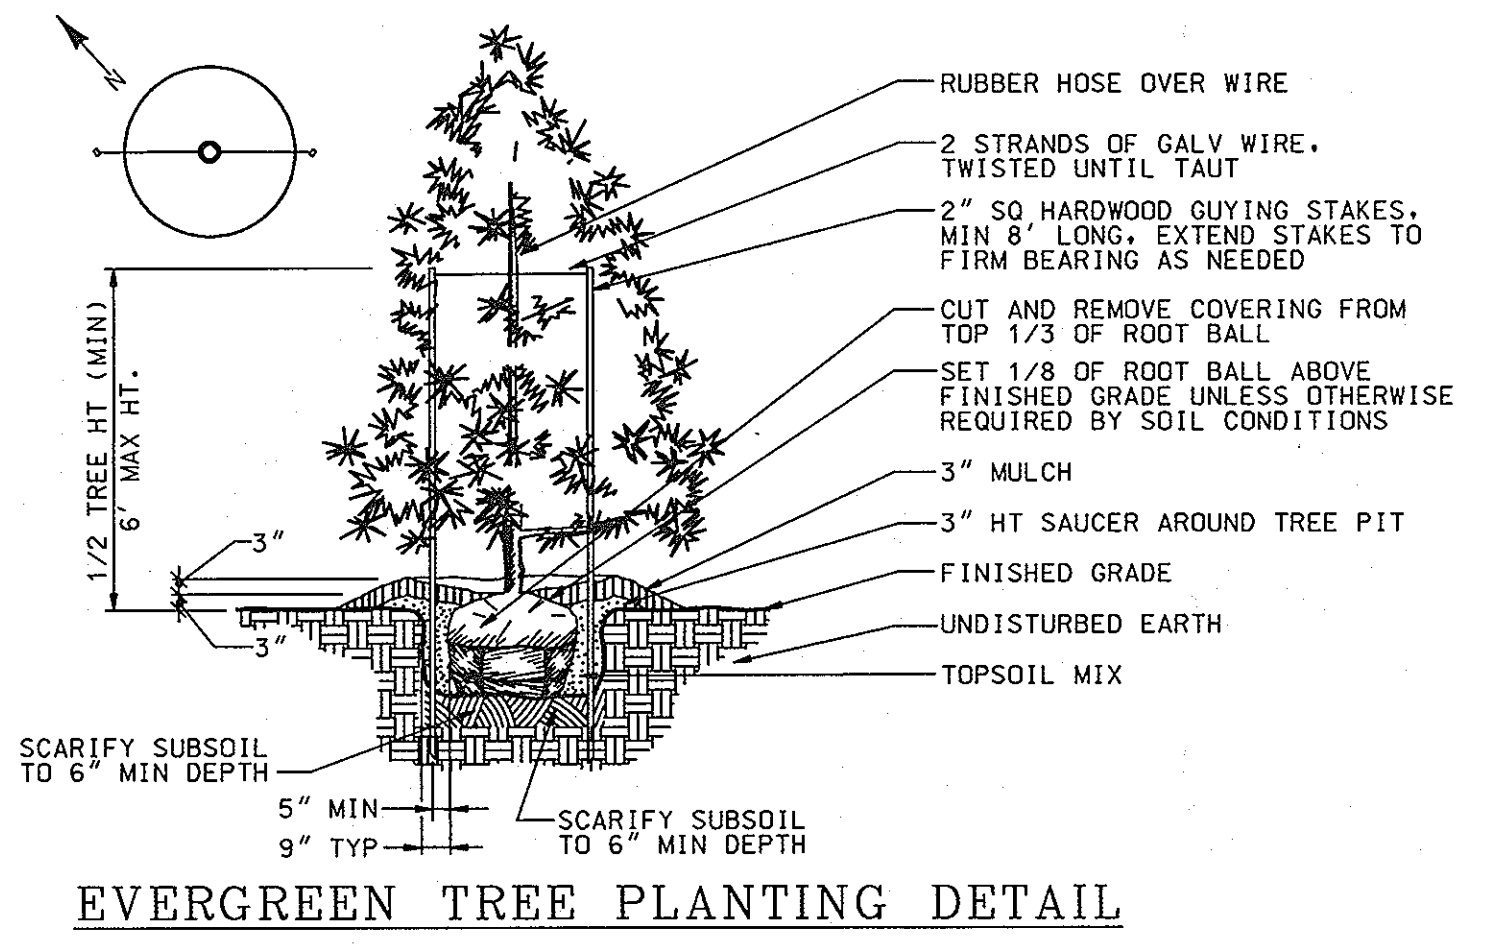 N
RUBBER HOSE OVER WIRE
2 STRANDS OF GALV WIRE,
TWISTED UNTIL TAUT
2" SQ HARDWOOD GUYING STAKES,
MIN 8' LONG, EXTEND STAKES TO
FIRM BEARING AS NEEDED
CUT AND REMOVE COVERING FROM
TOP 1/3 OF ROOT BALL
SET 1/8 OF ROOT BALL ABOVE
FINISHED GRADE UNLESS OTHERWISE
REQUIRED BY SOIL CONDITIONS
3" MULCH
3" HT SAUCER AROUND TREE PIT
FINISHED GRADE
UNDISTURBED EARTH
TOPSOIL MIX
1/2 TREE HT (MIN)
6' MAX HT.
3"
3"
SCARIFY SUBSOIL
TO 6" MIN DEPTH
5" MIN
9" TYP
SCARIFY SUBSOIL
TO 6" MIN DEPTH
EVERGREEN TREE PLANTING DETAIL